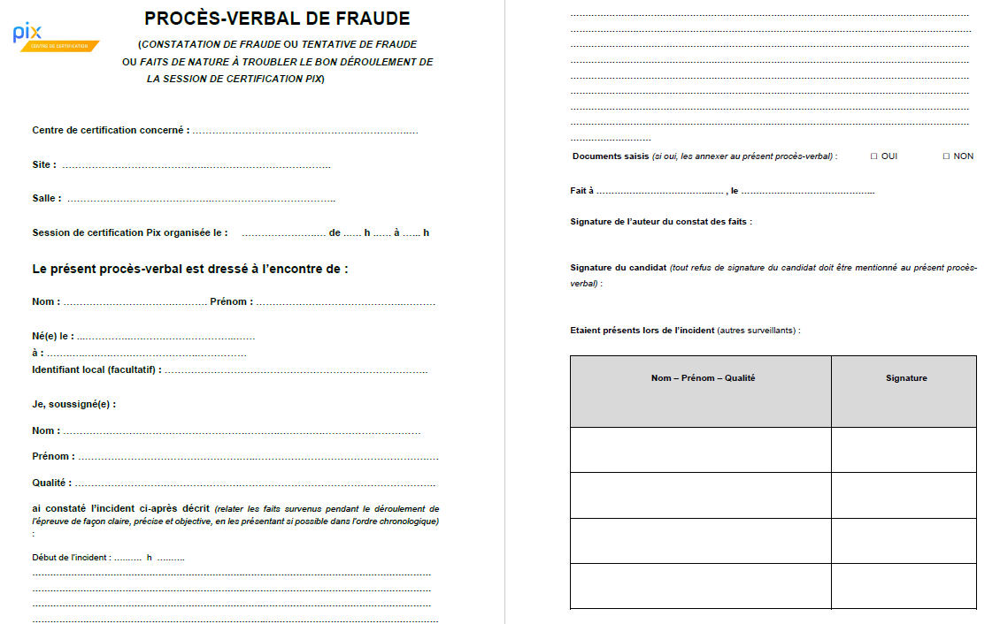 pix
CENTRE DE CERTIFICATION
PROCÈS-VERBAL DE FRAUDE
(CONSTATATION DE FRAUDE OU TENTATIVE DE FRAUDE
OU FAITS DE NATURE À TROUBLER LE BON DÉROULEMENT DE
LA SESSION DE CERTIFICATION PIX)
Centre de certification concerné : ……………………………………………………………
Site : ………………………………………………………………………
Salle : ………………………………………………………………………
Session de certification Pix organisée le : …………………… de …… h …… à …… h
Le présent procès-verbal est dressé à l'encontre de :
Nom : …………………………………… Prénom : ………………………………………………
Né(e) le : ………………………………………………
à : ……………………………………………………
Identifiant local (facultatif) : ……………………………………………………………………
Je, soussigné(e) :
Nom : ………………………………………………………………………………………………
Prénom : ……………………………………………………………………………………………
Qualité : ……………………………………………………………………………………………
ai constaté l'incident ci-après décrit (relater les faits survenus pendant le déroulement de
l'épreuve de façon claire, précise et objective, en les présentant si possible dans l'ordre chronologique)
:
Début de l'incident : ……… h ………
………………………………………………………………………………………………………
………………………………………………………………………………………………………
………………………………………………………………………………………………………
………………………………………………………………………………………………………
………………………………………………………………………………………………………
………………………………………………………………………………………………………
………………………………………………………………………………………………………
………………………………………………………………………………………………………
………………………………………………………………………………………………………
………………………………………………………………………………………………………
………………………………………………………………………………………………………
………………………………………………………………………………………………………
………………………
Documents saisis (si oui, les annexer au présent procès-verbal) : ☐ OUI ☐ NON
Fait à …………………………………… , le ………………………………………
Signature de l'auteur du constat des faits :
Signature du candidat (tout refus de signature du candidat doit être mentionné au présent procès-
verbal) :
Etaient présents lors de l'incident (autres surveillants) :
Nom – Prénom – Qualité
Signature